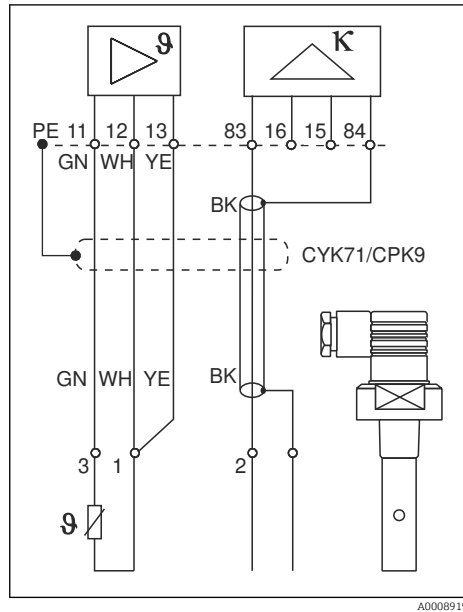 ϑ κ
PE 11 12 13 83 16 15 84
GN WH YE
BK
CYK71/CPK9
GN WH YE BK
3 1 2
ϑ